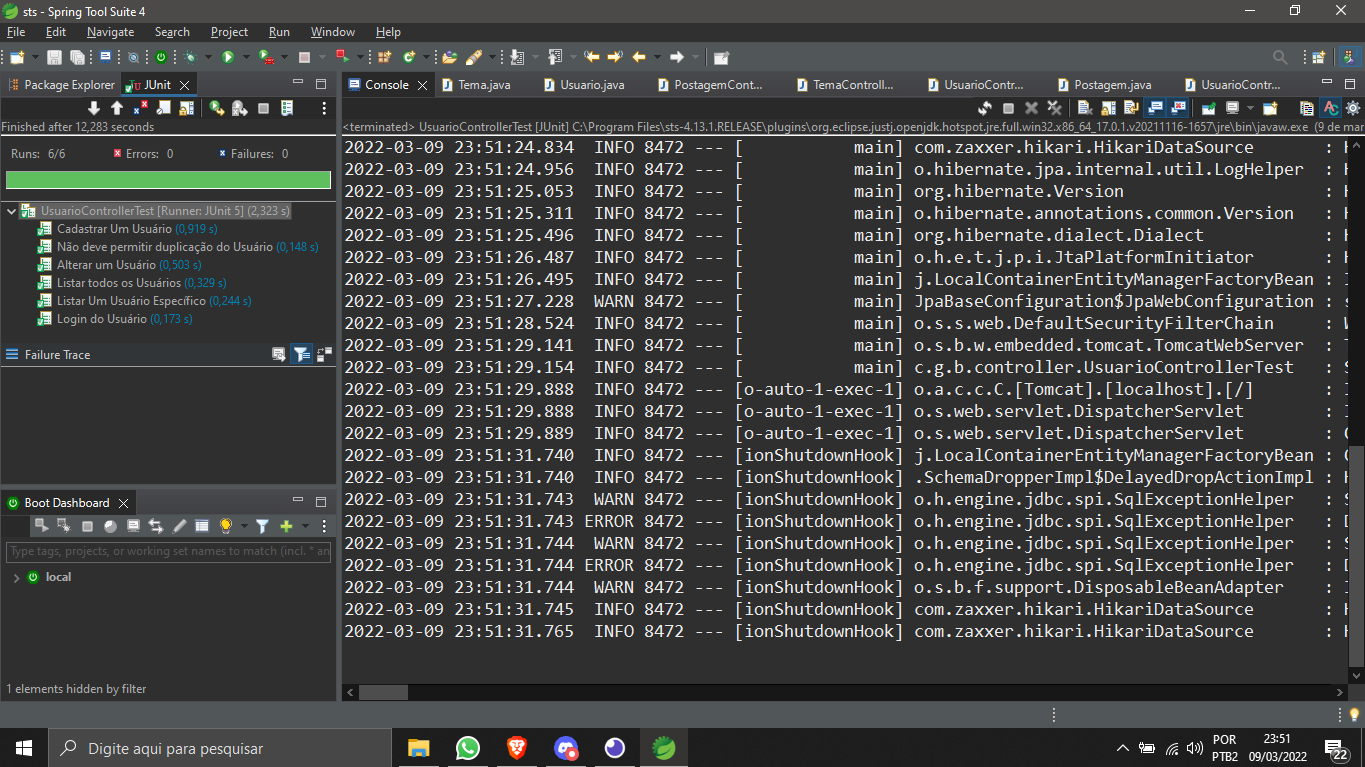 sts - Spring Tool Suite 4
File Edit Navigate Search Project Run Window Help
Package Explorer JUnit
Console Tema.java Usuario.java PostagemCont... TemaControll... UsuarioContr... Postagem.java UsuarioContr...
Finished after 12,283 seconds
Runs: 6/6 Errors: 0 Failures: 0
UsuarioControllerTest [Runner: JUnit 5] (2,323 s)
Cadastrar Um Usuário (0,919 s)
Não deve permitir duplicação do Usuário (0,148 s)
Alterar um Usuário (0,503 s)
Listar todos os Usuários (0,329 s)
Listar Um Usuário Específico (0,244 s)
Login do Usuário (0,173 s)
Failure Trace
Boot Dashboard
Type tags, projects, or working set names to match (incl. * an
local
1 elements hidden by filter
<terminated> UsuarioControllerTest [JUnit] C:\Program Files\sts-4.13.1.RELEASE\plugins\org.eclipse.justj.openjdk.hotspot.jre.full.win32.x86_64_17.0.1.v20211116-1657\jre\bin\javaw.exe (9 de mar
2022-03-09 23:51:24.834 INFO 8472 --- [ main] com.zaxxer.hikari.HikariDataSource : H
2022-03-09 23:51:24.956 INFO 8472 --- [ main] o.hibernate.jpa.internal.util.LogHelper : H
2022-03-09 23:51:25.053 INFO 8472 --- [ main] org.hibernate.Version : H
2022-03-09 23:51:25.311 INFO 8472 --- [ main] o.hibernate.annotations.common.Version : H
2022-03-09 23:51:25.496 INFO 8472 --- [ main] org.hibernate.dialect.Dialect : H
2022-03-09 23:51:26.487 INFO 8472 --- [ main] o.h.e.t.j.p.i.JtaPlatformInitiator : H
2022-03-09 23:51:26.495 INFO 8472 --- [ main] j.LocalContainerEntityManagerFactoryBean : I
2022-03-09 23:51:27.228 WARN 8472 --- [ main] JpaBaseConfiguration$JpaWebConfiguration : s
2022-03-09 23:51:28.524 INFO 8472 --- [ main] o.s.s.web.DefaultSecurityFilterChain : W
2022-03-09 23:51:29.141 INFO 8472 --- [ main] o.s.b.w.embedded.tomcat.TomcatWebServer : T
2022-03-09 23:51:29.154 INFO 8472 --- [ main] c.g.b.controller.UsuarioControllerTest : S
2022-03-09 23:51:29.888 INFO 8472 --- [o-auto-1-exec-1] o.a.c.c.C.[Tomcat].[localhost].[/] : I
2022-03-09 23:51:29.888 INFO 8472 --- [o-auto-1-exec-1] o.s.web.servlet.DispatcherServlet : I
2022-03-09 23:51:29.889 INFO 8472 --- [o-auto-1-exec-1] o.s.web.servlet.DispatcherServlet : C
2022-03-09 23:51:31.740 INFO 8472 --- [ionShutdownHook] j.LocalContainerEntityManagerFactoryBean : C
2022-03-09 23:51:31.740 INFO 8472 --- [ionShutdownHook] .SchemaDropperImpl$DelayedDropActionImpl : H
2022-03-09 23:51:31.743 WARN 8472 --- [ionShutdownHook] o.h.engine.jdbc.spi.SqlExceptionHelper : S
2022-03-09 23:51:31.743 ERROR 8472 --- [ionShutdownHook] o.h.engine.jdbc.spi.SqlExceptionHelper : D
2022-03-09 23:51:31.744 WARN 8472 --- [ionShutdownHook] o.h.engine.jdbc.spi.SqlExceptionHelper : S
2022-03-09 23:51:31.744 ERROR 8472 --- [ionShutdownHook] o.h.engine.jdbc.spi.SqlExceptionHelper : D
2022-03-09 23:51:31.744 WARN 8472 --- [ionShutdownHook] o.s.b.f.support.DisposableBeanAdapter : I
2022-03-09 23:51:31.745 INFO 8472 --- [ionShutdownHook] com.zaxxer.hikari.HikariDataSource : H
2022-03-09 23:51:31.765 INFO 8472 --- [ionShutdownHook] com.zaxxer.hikari.HikariDataSource : H
Digite aqui para pesquisar
POR
PTB2
23:51
09/03/2022
22